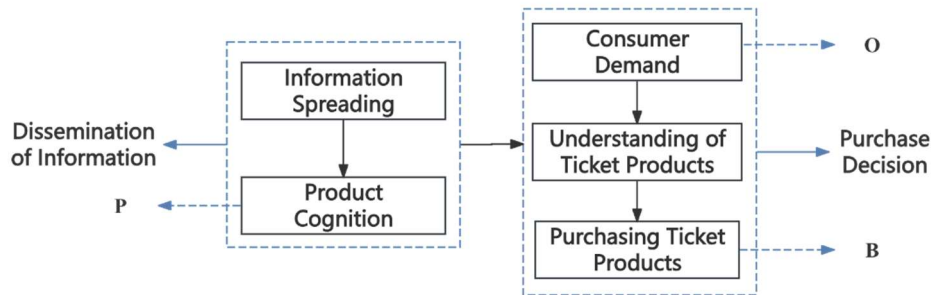 Dissemination
of Information
P
Information
Spreading
Product
Cognition
Consumer
Demand
Understanding of
Ticket Products
Purchasing Ticket
Products
O
Purchase
Decision
B